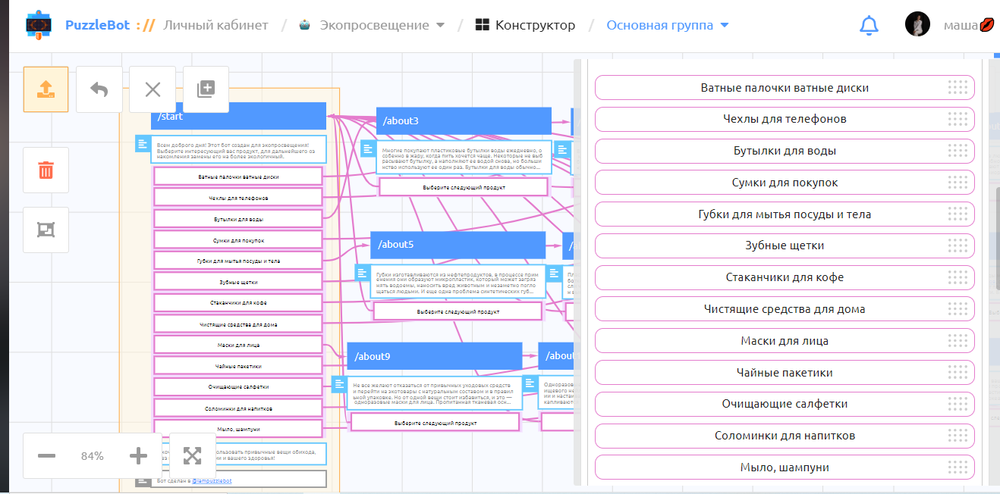 PuzzleBot :// Личный кабинет / Экопросвещение / Конструктор / Основная группа
маша
/start
Всем доброго дня! Этот бот создан для экопросвещения!
Выберите интересующий вас продукт, для дальнейшего оз
накомления замены его на более экологичный.
Ватные палочки ватные диски
Чехлы для телефонов
Бутылки для воды
Сумки для покупок
Губки для мытья посуды и тела
Зубные щетки
Стаканчики для кофе
Чистящие средства для дома
Маски для лица
Чайные пакетики
Очищающие салфетки
Соломинки для напитков
Мыло, шампуни
ользовать привычные вещи обихода,
и и вашего здоровья!
Бот сделан в @iampuzzlebot
84%
/about3
Многие покупают пластиковые бутылки воды ежедневно, о
собенно в жару, когда пить хочется чаще. Некоторые не выб
расывают бутылку, а наполняют ее водой снова, но больши
нство используют ее один раз. Бутылки для воды обычно...
Выберите следующий продукт
/about5
Губки изготавливаются из нефтепродуктов, в процессе прим
енения они образуют микропластик, который может загряз
нять водоемы, наносить вред животным и незаметно погло
щаться людьми. И еще одна проблема синтетических губ...
Выберите следующий продукт
/about9
Не все желают отказаться от привычных уходовых средств
и перейти на экотовары с натуральным составом и в правил
ьной упаковке. Но от одной вещи стоит избавиться, и это —
одноразовые маски для лица. Пропитанная тканевая осн...
Выберите следующий продукт
/about
Одноразов
ищевого не
ии и настаи
капливают
Ватные палочки ватные диски
Чехлы для телефонов
Бутылки для воды
Сумки для покупок
Губки для мытья посуды и тела
Зубные щетки
Стаканчики для кофе
Чистящие средства для дома
Маски для лица
Чайные пакетики
Очищающие салфетки
Соломинки для напитков
Мыло, шампуни